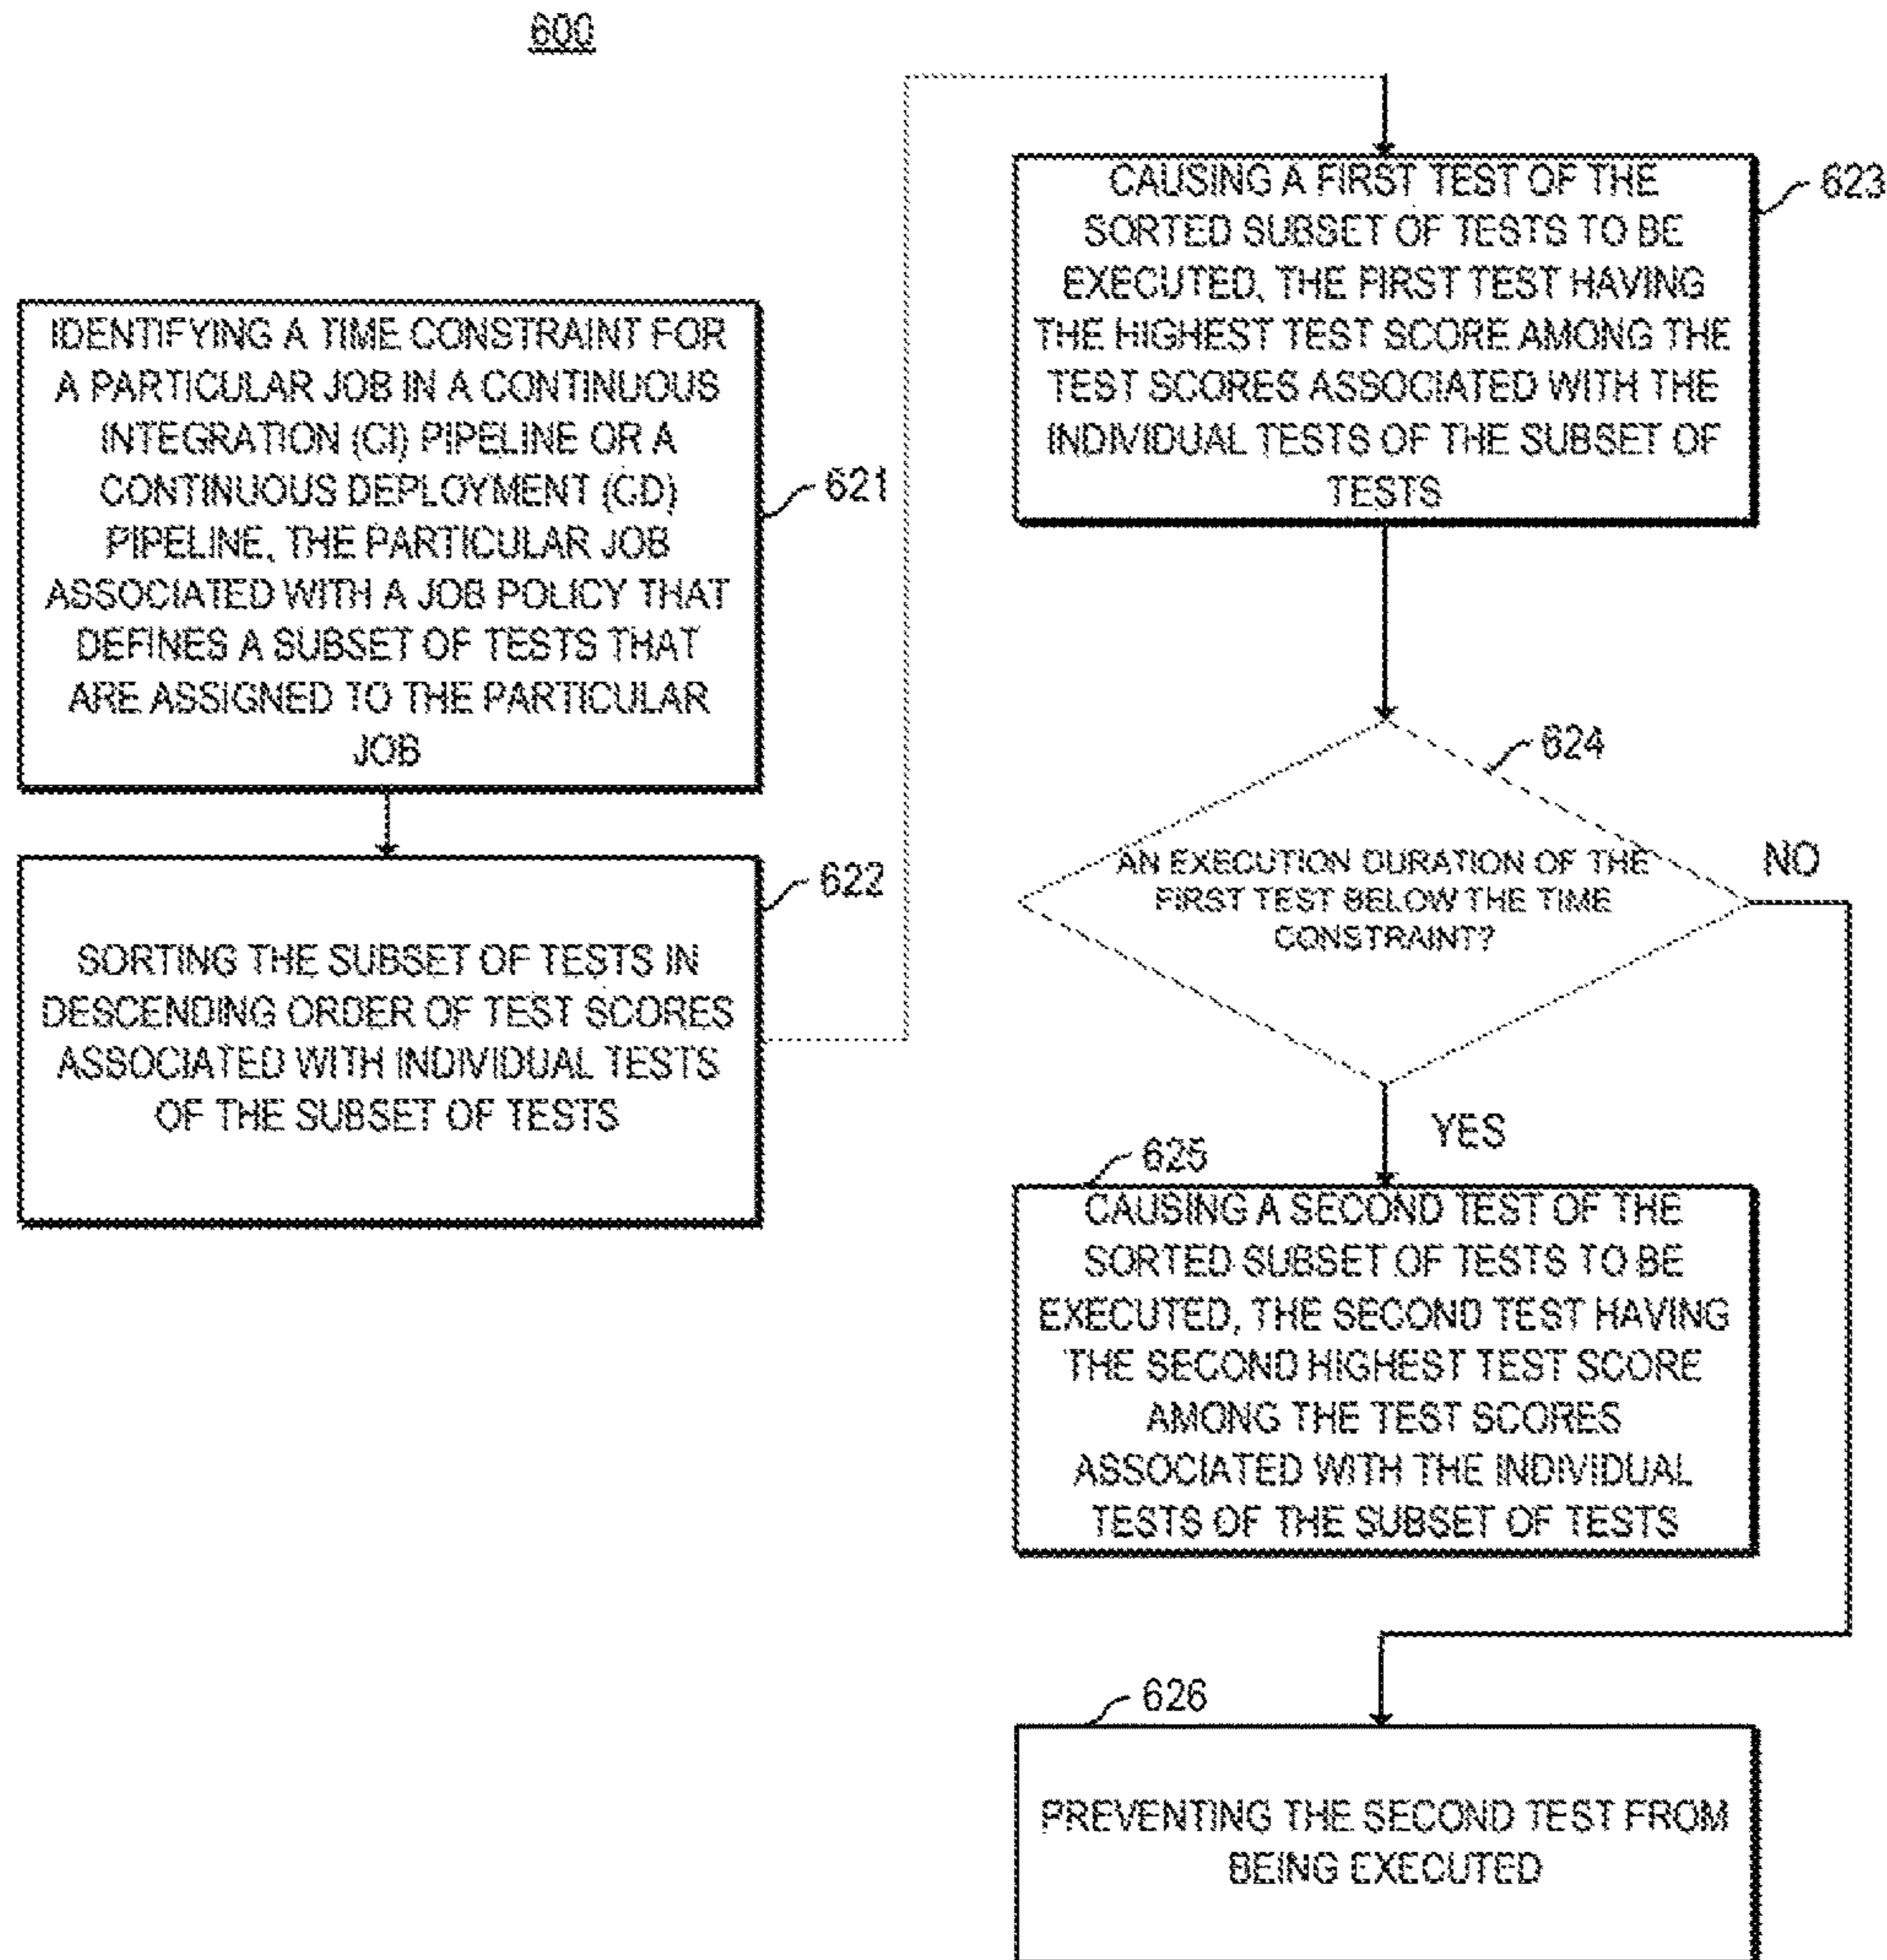 600
IDENTIFYING A TIME CONSTRAINT FOR
A PARTICULAR JOB IN A CONTINUOUS
INTEGRATION (CI) PIPELINE OR A
CONTINUOUS DEPLOYMENT (CD)
PIPELINE, THE PARTICULAR JOB
ASSOCIATED WITH A JOB POLICY THAT
DEFINES A SUBSET OF TESTS THAT
ARE ASSIGNED TO THE PARTICULAR
JOB
621
SORTING THE SUBSET OF TESTS IN
DESCENDING ORDER OF TEST SCORES
ASSOCIATED WITH INDIVIDUAL TESTS
OF THE SUBSET OF TESTS
622
CAUSING A FIRST TEST OF THE
SORTED SUBSET OF TESTS TO BE
EXECUTED, THE FIRST TEST HAVING
THE HIGHEST TEST SCORE AMONG THE
TEST SCORES ASSOCIATED WITH THE
INDIVIDUAL TESTS OF THE SUBSET OF
TESTS
623
624
AN EXECUTION DURATION OF THE
FIRST TEST BELOW THE TIME
CONSTRAINT?
NO
YES
625
CAUSING A SECOND TEST OF THE
SORTED SUBSET OF TESTS TO BE
EXECUTED, THE SECOND TEST HAVING
THE SECOND HIGHEST TEST SCORE
AMONG THE TEST SCORES
ASSOCIATED WITH THE INDIVIDUAL
TESTS OF THE SUBSET OF TESTS
626
PREVENTING THE SECOND TEST FROM
BEING EXECUTED